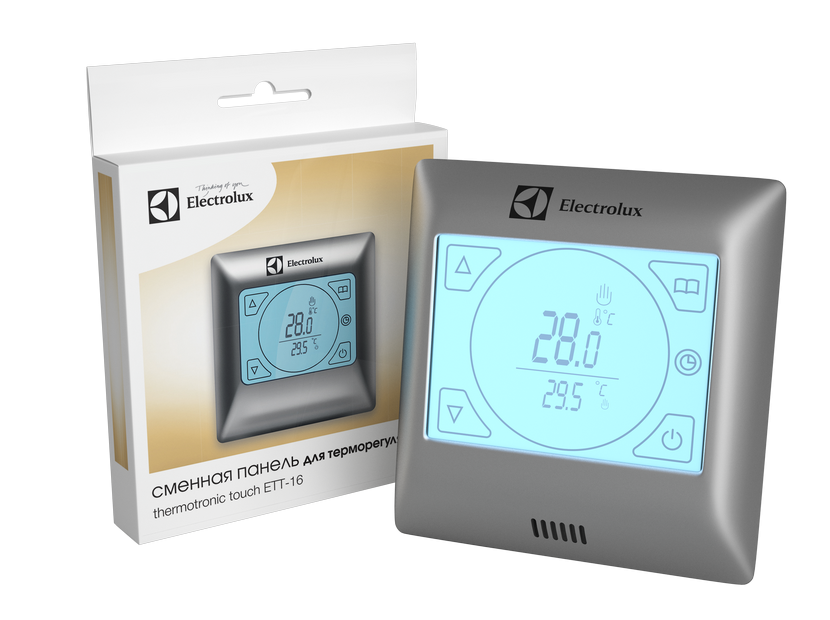 Thinking of you
Electrolux
Electrolux
28.0
°C
29.5
°C
сменная панель для терморегуля
thermotronic touch ETT-16
Electrolux
28.0
°C
29.5
°C